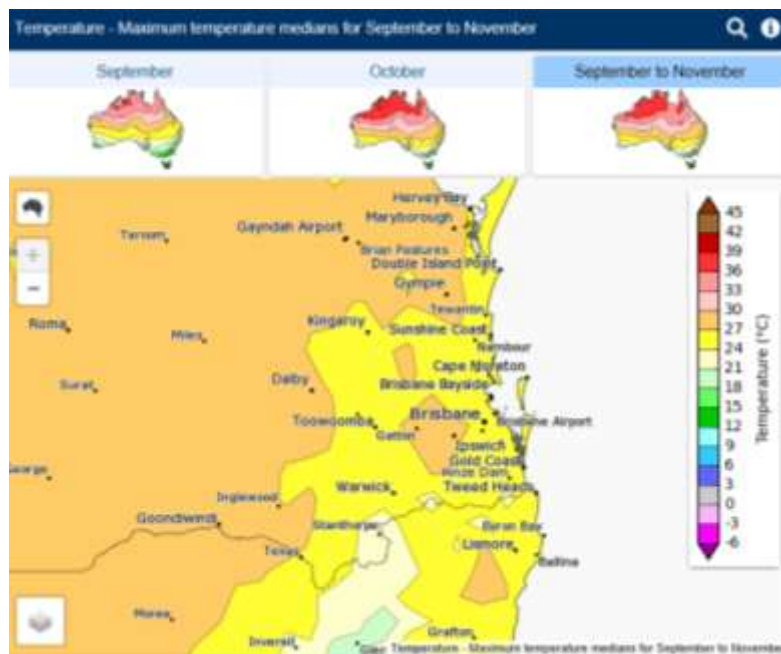 Temperature - Maximum temperature medians for September to November
September
October
September to November
Hervey Bay
Maryborough
Gayndah Airport
Taroom
Brian Pastures
Double Island Point
Gympie
Tewantin
Roma
Miles
Kingaroy
Sunshine Coast
Nambour
Cape Moreton
Surat
Dalby
Brisbane Bayside
Toowoomba
Brisbane
Brisbane Airport
Gatton
Ipswich
Gold Coast
Hinze Dam
Warwick
Tweed Heads
Inglewood
Goondiwindi
Stanthorpe
Byron Bay
Lismore
Texas
Ballina
Moree
Grafton
Inverell
45
42
39
36
33
30
27
24
21
18
15
12
9
6
3
0
-3
-6
Temperature (°C)
Temperature - Maximum temperature medians for September to November